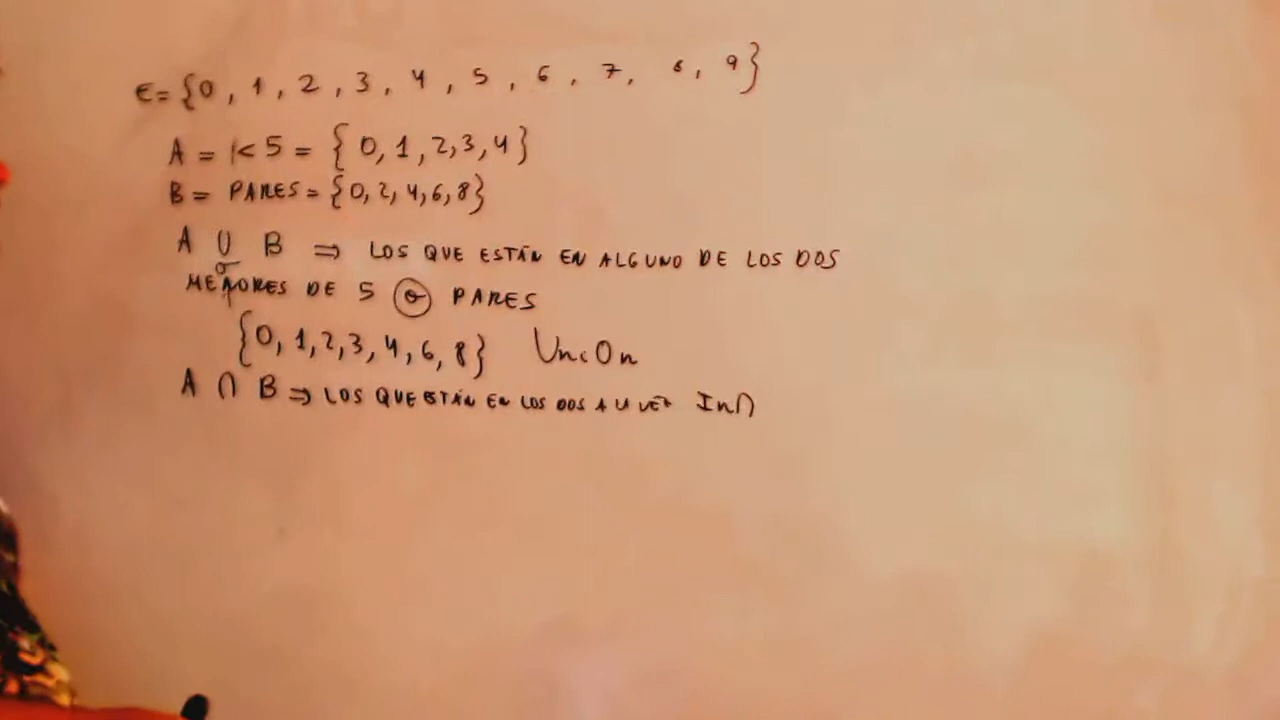 E={0, 1, 2, 3, 4, 5, 6, 7, 8, 9}
A = K 5 = { 0, 1, 2, 3, 4 }
B = PARES = {0, 2, 4, 6, 8}
A ∪ B ⇒ LOS QUE ESTÁN EN ALGUNO DE LOS DOS
o
MENORES DE 5 o PARES
{0, 1, 2, 3, 4, 6, 8} UniOn
A ∩ B ⇒ LOS QUE ESTÁN EN LOS DOS A LA VEZ In∩